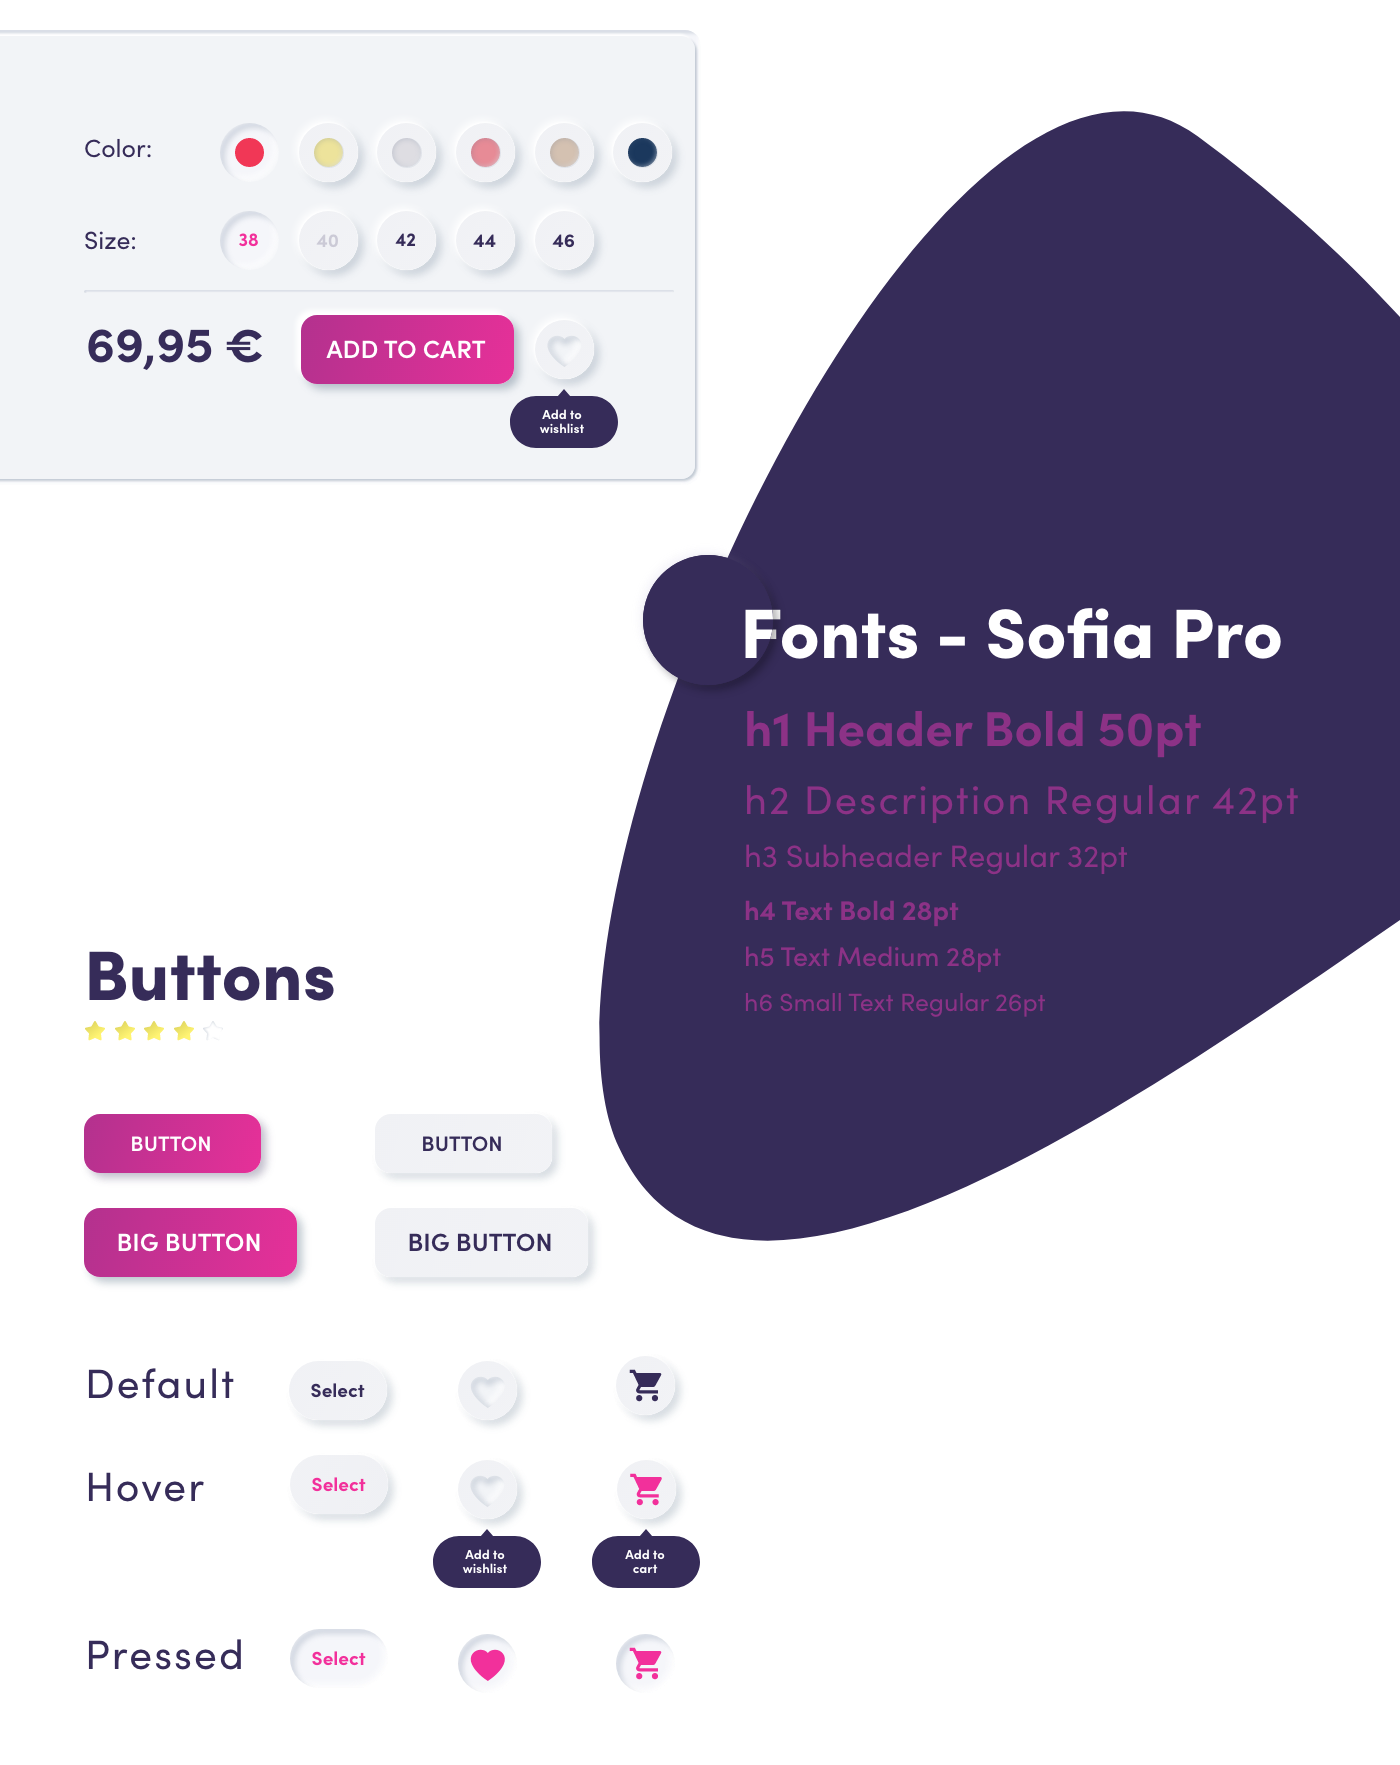 Color:
Size:
38
40
42
44
46
69,95 €
ADD TO CART
Add to
wishlist
Fonts - Sofia Pro
h1 Header Bold 50pt
h2 Description Regular 42pt
h3 Subheader Regular 32pt
h4 Text Bold 28pt
h5 Text Medium 28pt
h6 Small Text Regular 26pt
Buttons
BUTTON
BUTTON
BIG BUTTON
BIG BUTTON
Default
Select
Hover
Select
Add to
wishlist
Add to
cart
Pressed
Select